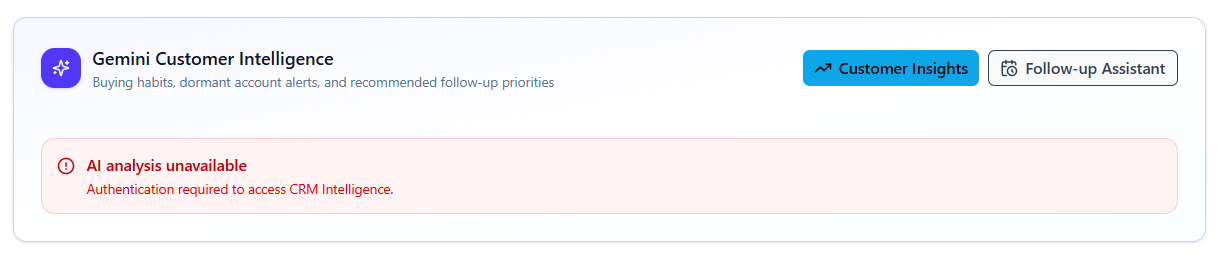 Gemini Customer Intelligence
Buying habits, dormant account alerts, and recommended follow-up priorities
Customer Insights
Follow-up Assistant
AI analysis unavailable
Authentication required to access CRM Intelligence.